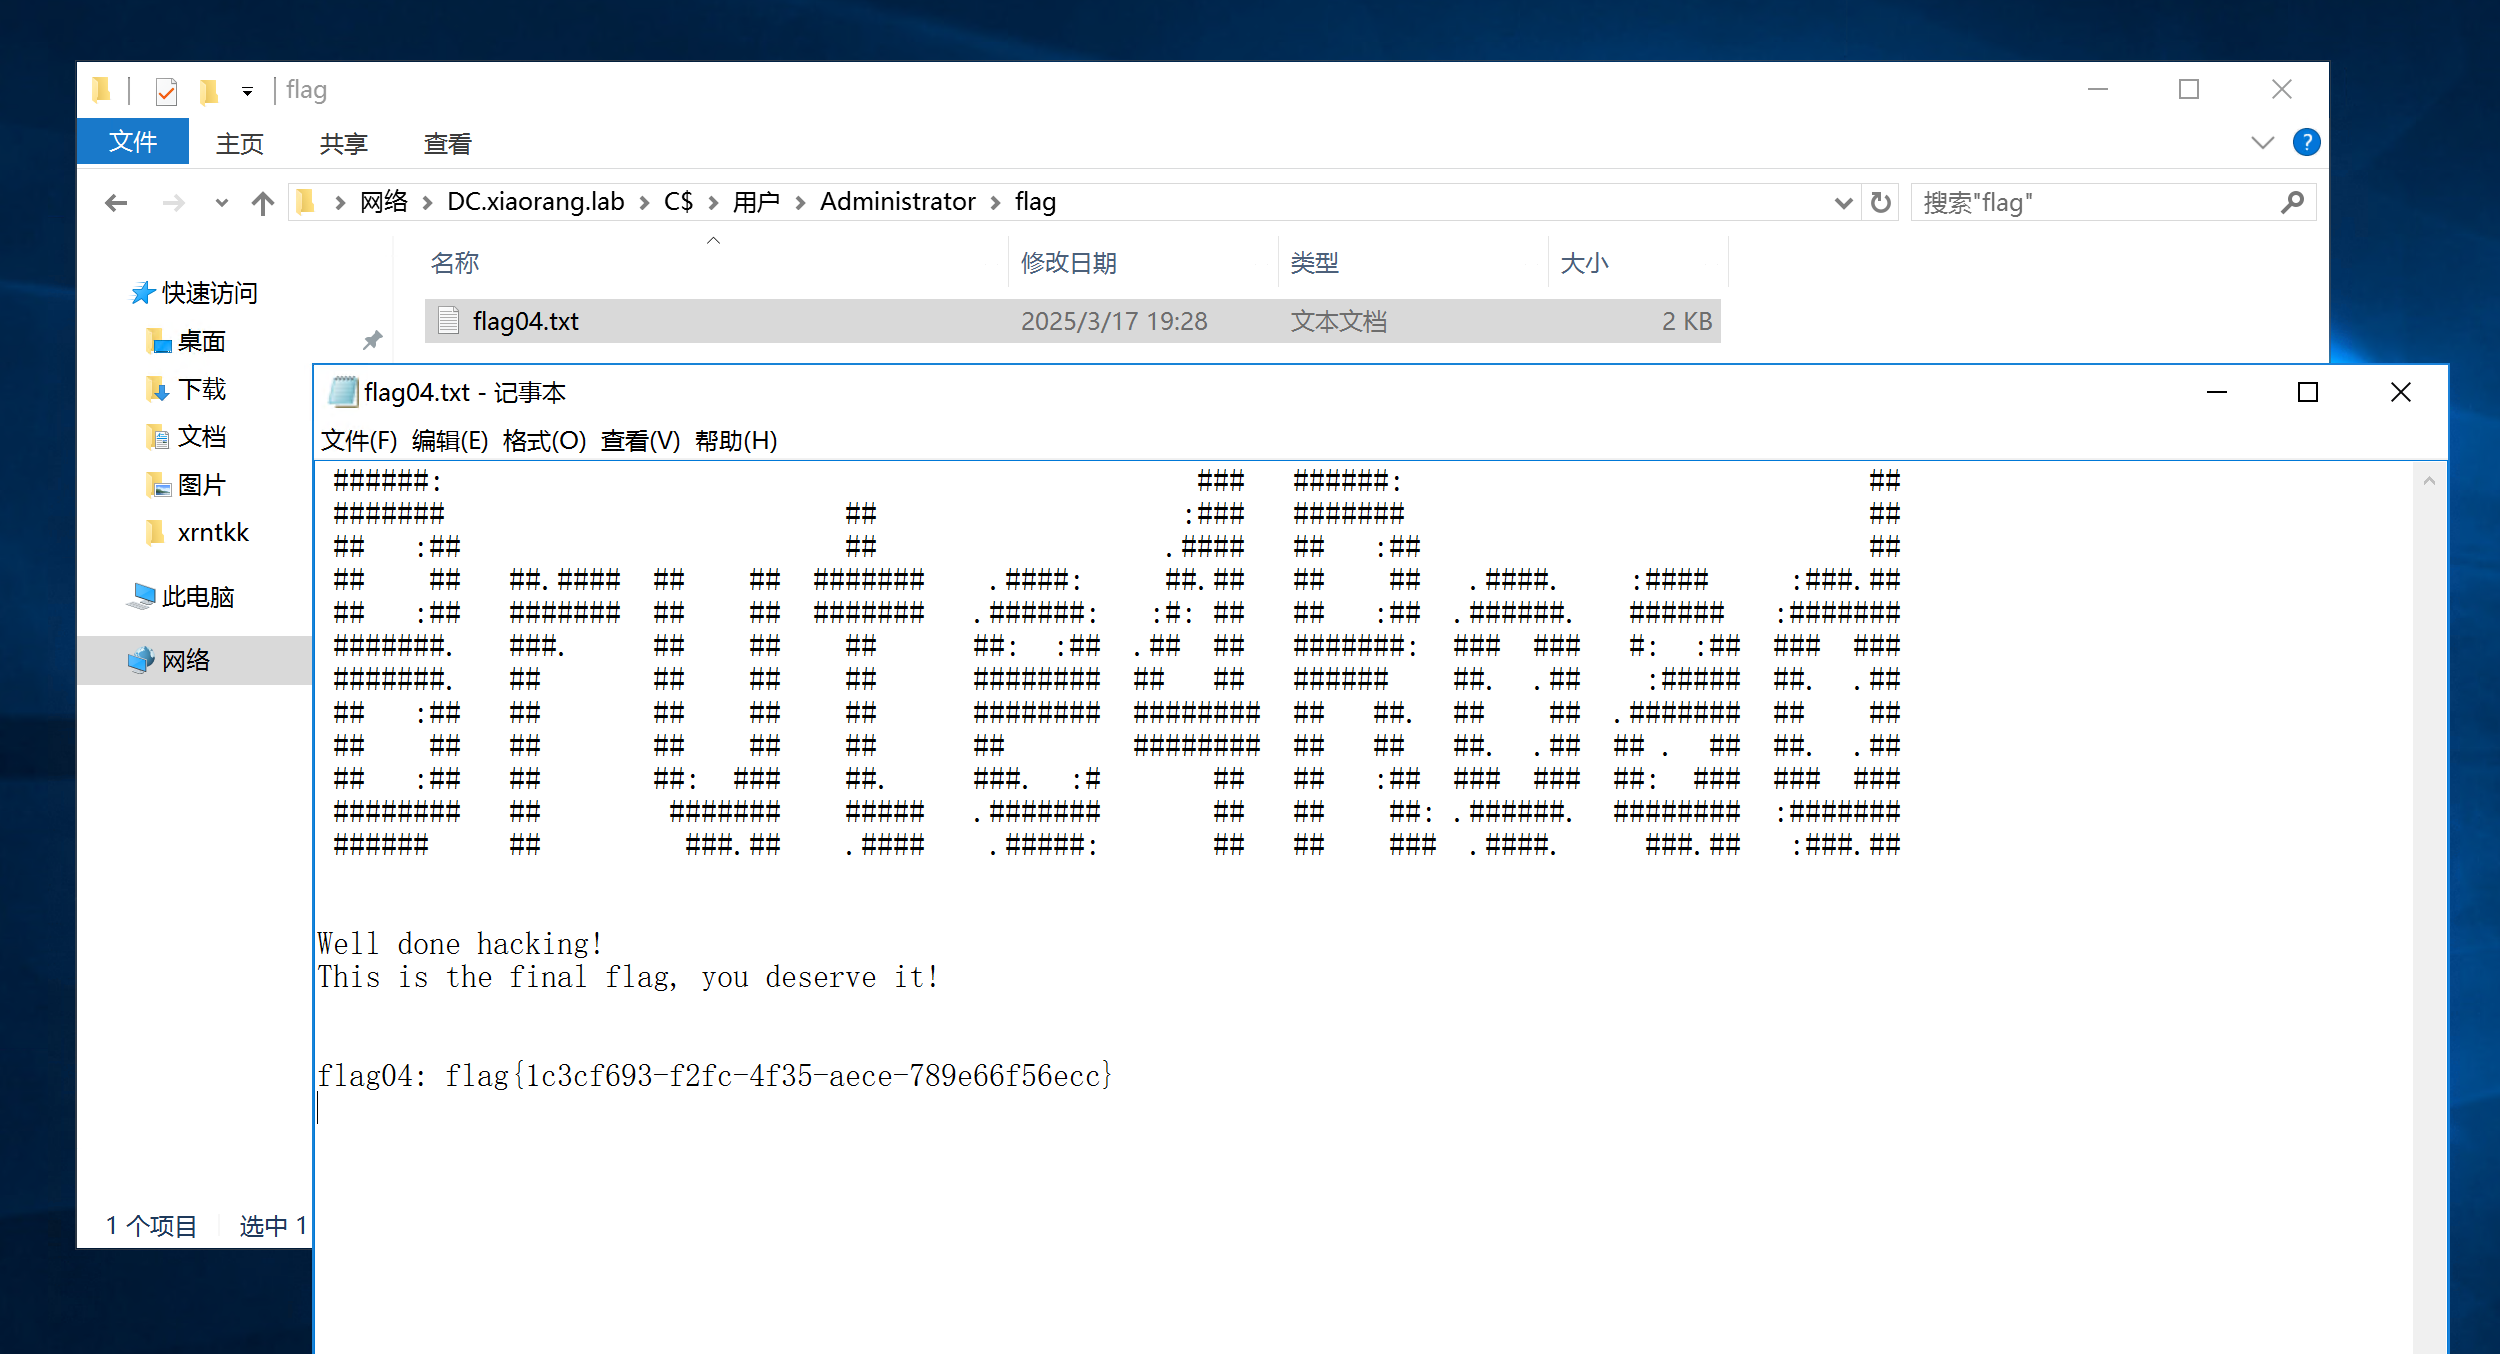 flag
文件 主页 共享 查看
网络 DC.xiaorang.lab C$ 用户 Administrator flag
搜索"flag"
名称 修改日期 类型 大小
flag04.txt 2025/3/17 19:28 文本文档 2 KB
快速访问
桌面
下载
文档
图片
xrntkk
此电脑
网络
1 个项目 选中 1
flag04.txt - 记事本
文件(F) 编辑(E) 格式(O) 查看(V) 帮助(H)
Brute4Road
Well done hacking!
This is the final flag, you deserve it!
flag04: flag{1c3cf693-f2fc-4f35-aece-789e66f56ecc}